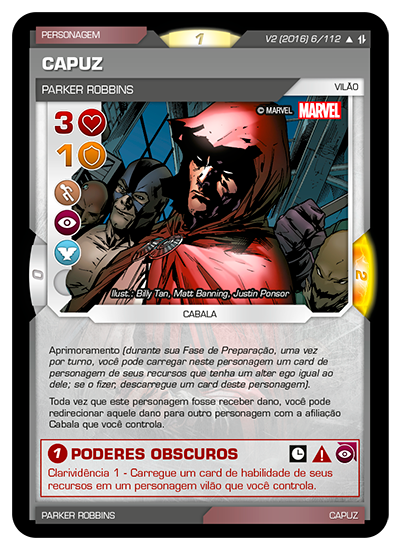 PERSONAGEM
1
V2 (2016) 6/112
CAPUZ
PARKER ROBBINS
VILÃO
© MARVEL MARVEL
3
1
0
2
Ilust.: Billy Tan, Matt Banning, Justin Ponsor
CABALA
Aprimoramento (durante sua Fase de Preparação, uma vez
por turno, você pode carregar neste personagem um card de
personagem de seus recursos que tenha um alter ego igual ao
dele; se o fizer, descarregue um card deste personagem).
Toda vez que este personagem fosse receber dano, você pode
redirecionar aquele dano para outro personagem com a afiliação
Cabala que você controla.
1 PODERES OBSCUROS
Clarividência 1 - Carregue um card de habilidade de seus
recursos em um personagem vilão que você controla.
PARKER ROBBINS
CAPUZ